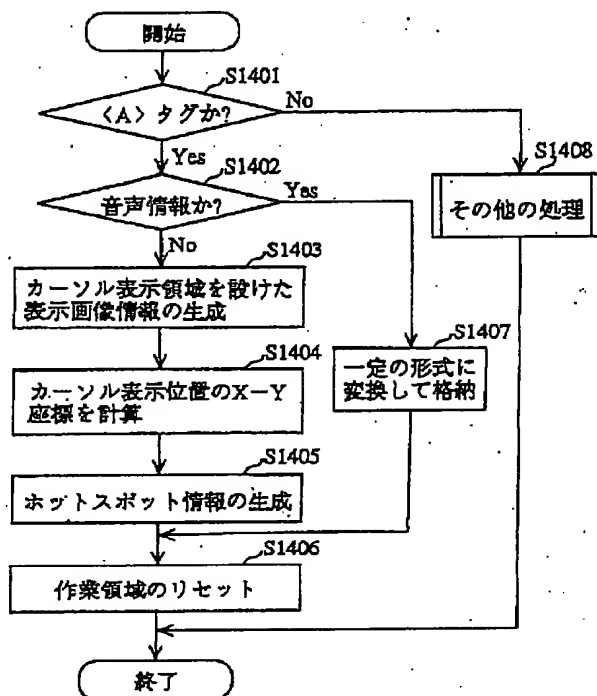 開始
S1401
〈A〉タグか?
No
Yes
S1402
S1408
音声情報か?
Yes
その他の処理
No
S1403
カーソル表示領域を設けた
表示画像情報の生成
S1407
一定の形式に
変換して格納
S1404
カーソル表示位置のX−Y
座標を計算
S1405
ホットスポット情報の生成
S1406
作業領域のリセット
終了